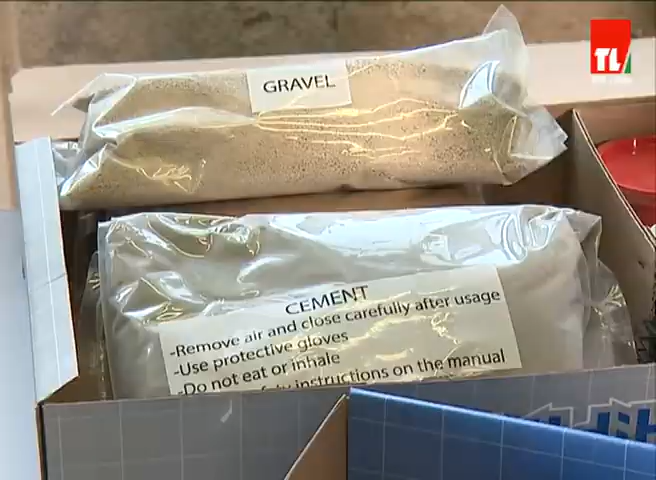 TL
GRAVEL
CEMENT
-Remove air and close carefully after usage
-Use protective gloves
-Do not eat or inhale
safety instructions on the manual